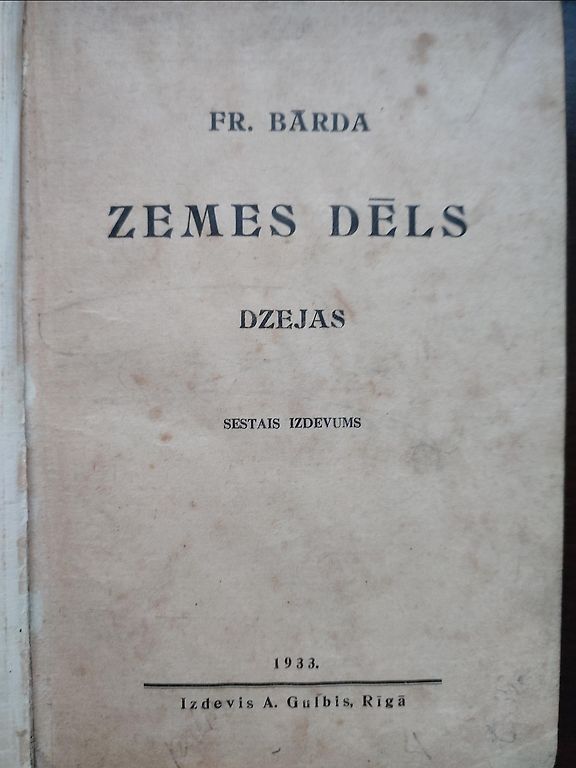 FR. BĀRDA
ZEMES DĒLS
DZEJAS
SESTAIS IZDEVUMS
1933.
Izdevis A. Gulbis, Rīgā